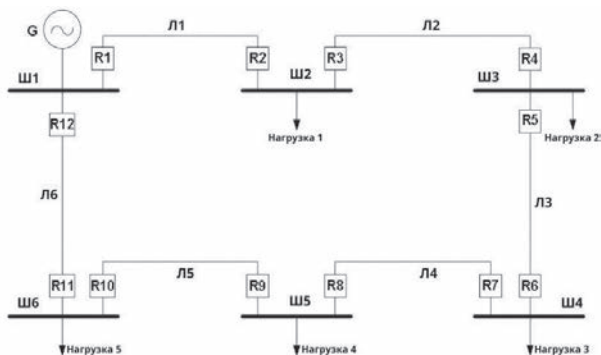 G
Л1
Л2
R1
R2
R3
R4
Ш1
Ш2
Ш3
R12
R5
Нагрузка 1
Нагрузка 25
Л6
Л3
Л5
Л4
R11
R10
R9
R8
R7
R6
Ш6
Ш5
Ш4
Нагрузка 5
Нагрузка 4
Нагрузка 3